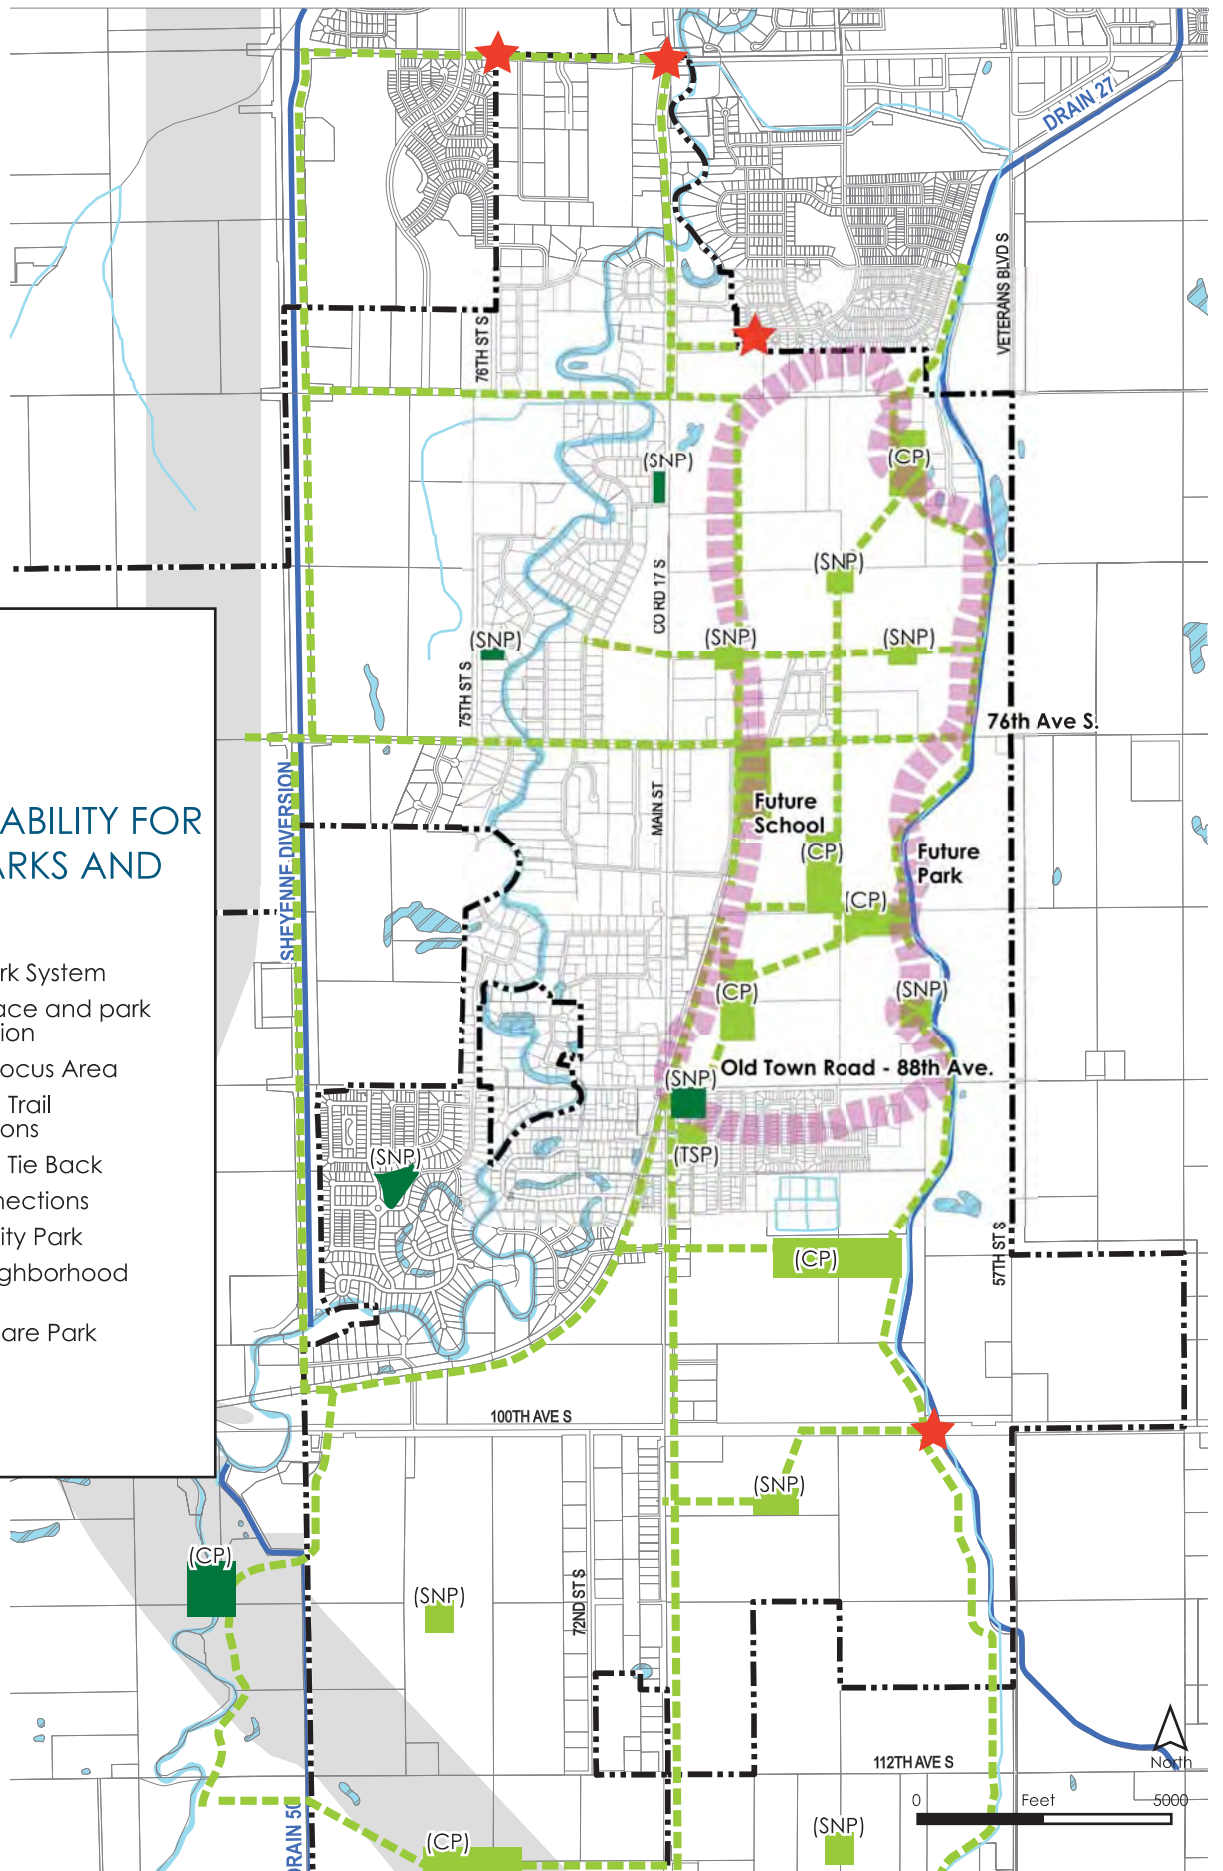 DRAIN 27
VETERANS BLVD S
76TH ST S
(SNP)
(CP)
(SNP)
CO RD 17 S
(SNP)
(SNP)
(SNP)
75TH ST S
76th Ave S.
SHEYENNE DIVERSION
MAIN ST
Future
School
(CP)
Future
Park
(CP)
ABILITY FOR
ARKS AND
rk System
ace and park
tion
ocus Area
Trail
ons
Tie Back
nections
ity Park
ghborhood
are Park
(CP)
(SNP)
Old Town Road - 88th Ave.
(SNP)
(TSP)
(SNP)
(CP)
57TH ST S
100TH AVE S
(SNP)
(CP)
(SNP)
72ND ST S
North
112TH AVE S
0 Feet 5000
DRAIN 50
(CP)
(SNP)